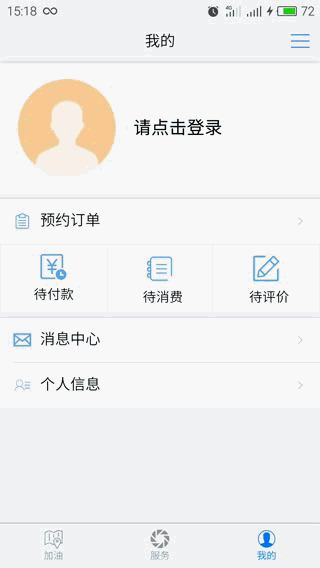 15:18 4G 72
我的
请点击登录
预约订单
待付款 待消费 待评价
消息中心
个人信息
加油 服务 我的